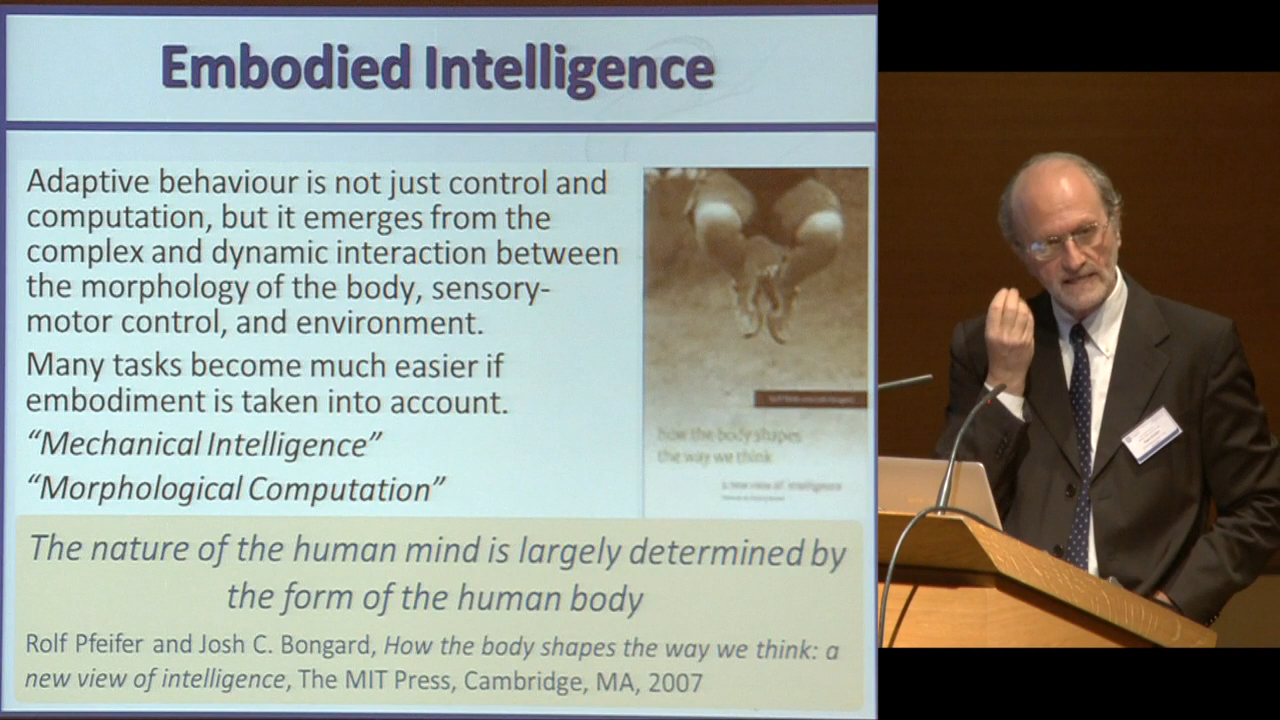 Embodied Intelligence
Adaptive behaviour is not just control and
computation, but it emerges from the
complex and dynamic interaction between
the morphology of the body, sensory-
motor control, and environment.
Many tasks become much easier if
embodiment is taken into account.
“Mechanical Intelligence”
“Morphological Computation”
how the body shapes
the way we think
a new view of intelligence
The nature of the human mind is largely determined by
the form of the human body
Rolf Pfeifer and Josh C. Bongard, How the body shapes the way we think: a
new view of intelligence, The MIT Press, Cambridge, MA, 2007